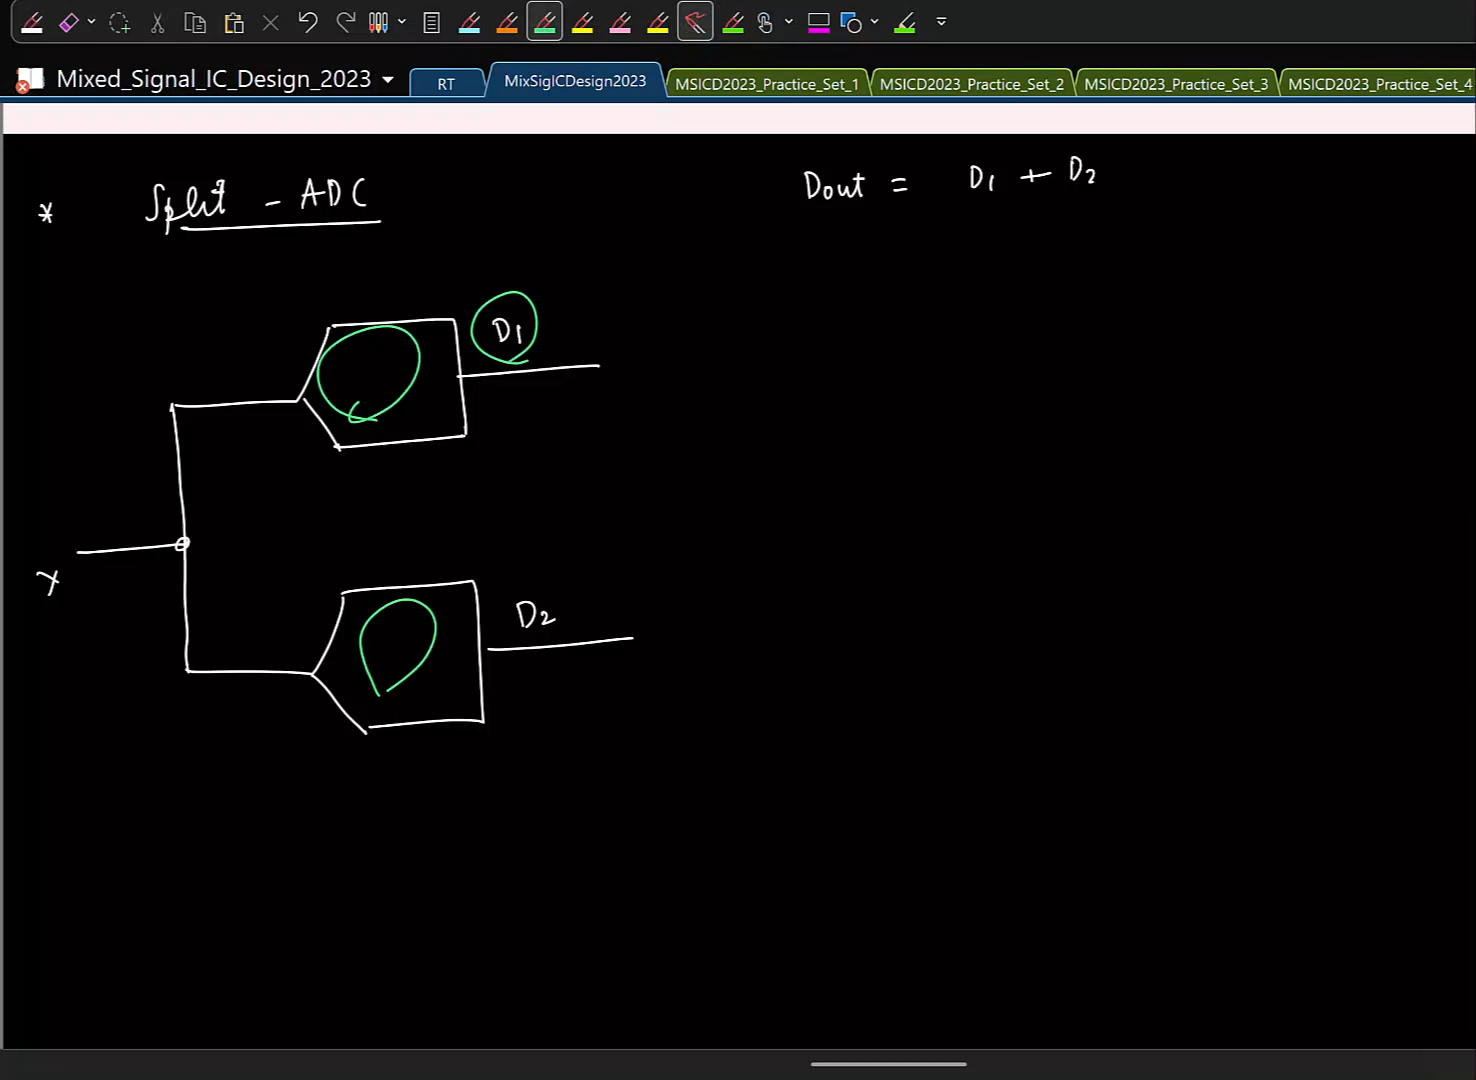 Mixed_Signal_IC_Design_2023
RT
MixSigICDesign2023
MSICD2023_Practice_Set_1
MSICD2023_Practice_Set_2
MSICD2023_Practice_Set_3
MSICD2023_Practice_Set_4
* Split - ADC
Dout = D1 + D2
D1
X
D2